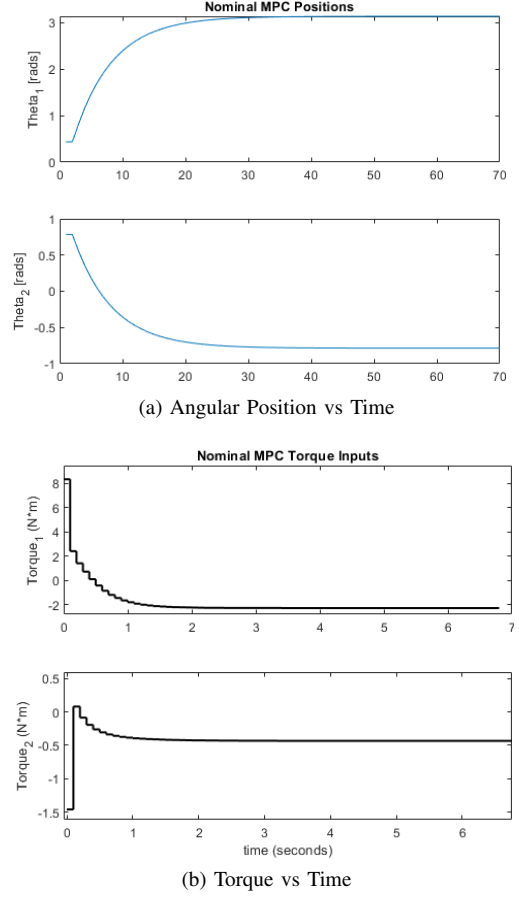 Nominal MPC Positions
Theta1 [rads]
3
2
1
0
0 10 20 30 40 50 60 70
Theta2 [rads]
1
0.5
0
-0.5
-1
0 10 20 30 40 50 60 70
(a) Angular Position vs Time
Nominal MPC Torque Inputs
Torque1 (N*m)
8
6
4
2
0
-2
0 1 2 3 4 5 6 7
Torque2 (N*m)
0.5
0
-0.5
-1
-1.5
0 1 2 3 4 5 6
time (seconds)
(b) Torque vs Time